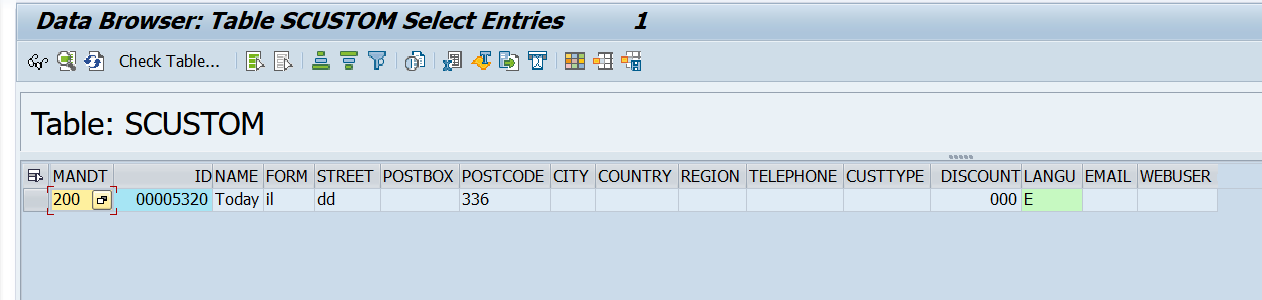 Data Browser: Table SCUSTOM Select Entries 1
Check Table...
Table: SCUSTOM
MANDT ID NAME FORM STREET POSTBOX POSTCODE CITY COUNTRY REGION TELEPHONE CUSTTYPE DISCOUNT LANGU EMAIL WEBUSER
200 00005320 Today il dd 336 000 E